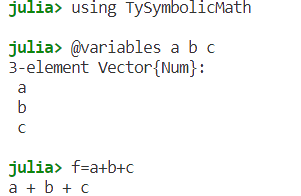 julia> using TySymbolicMath
julia> @variables a b c
3-element Vector{Num}:
a
b
c
julia> f=a+b+c
a + b + c